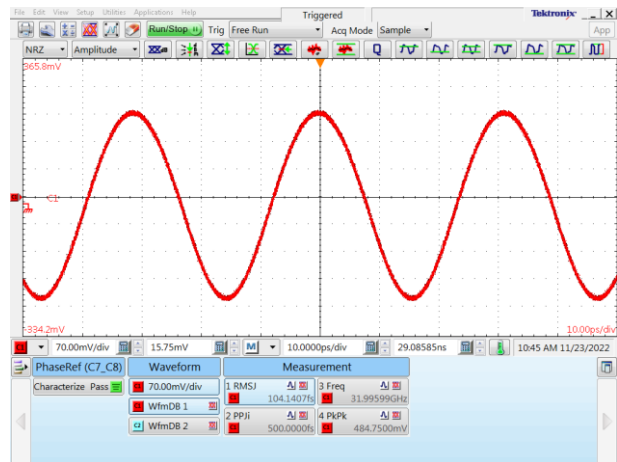 File Edit View Setup Utilities Applications Help
Triggered
Tektronix
Run/Stop
Trig
Free Run
Acq Mode
Sample
App
NRZ
Amplitude
Q
365.8mV
C1
-334.2mV
10.00ps/div
70.00mV/div
15.75mV
M
10.0000ps/div
29.08585ns
10:45 AM 11/23/2022
PhaseRef (C7_C8)
Waveform
Measurement
Characterize Pass
C1 70.00mV/div
C1 WfmDB 1
C2 WfmDB 2
1 RMSJ
104.1407fs
3 Freq
31.99599GHz
2 PPJi
500.0000fs
4 PkPk
484.7500mV